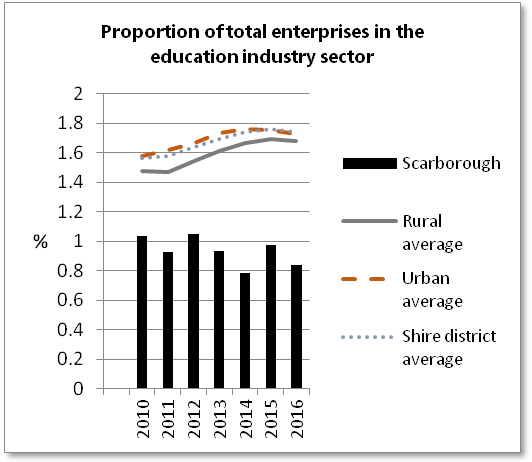 Proportion of total enterprises in the
education industry sector
2
1.8
1.6
1.4
1.2
1
0.8
0.6
0.4
0.2
0
%
2010
2011
2012
2013
2014
2015
2016
Scarborough
Rural
average
Urban
average
Shire district
average